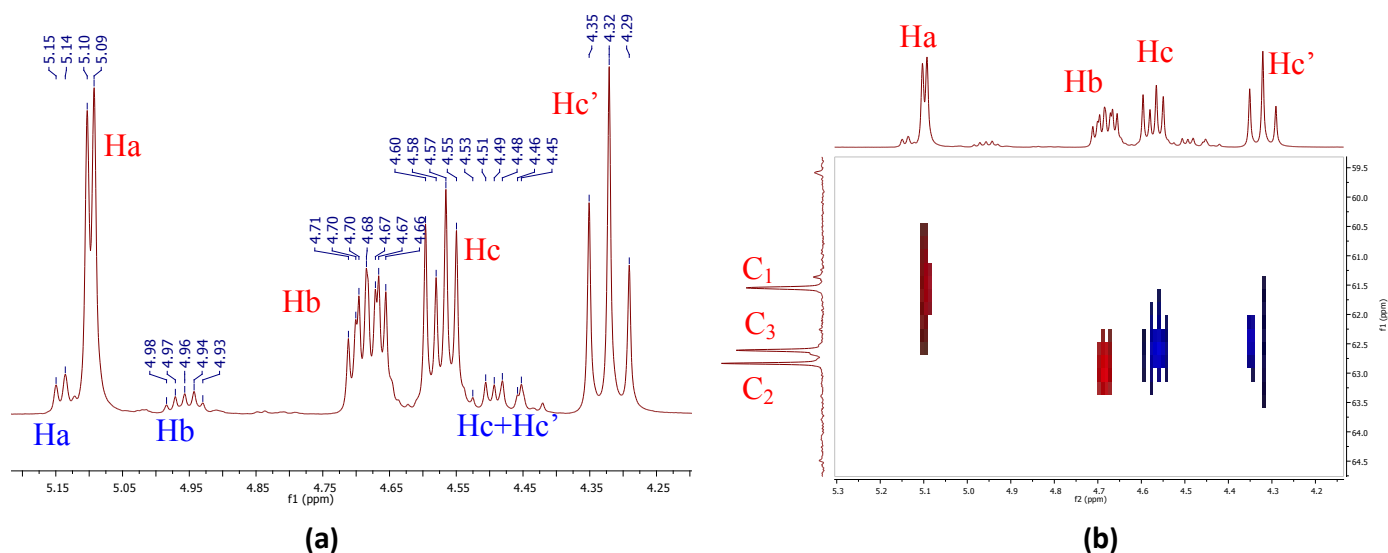 5.15
5.14
5.10
5.09
4.35
4.32
4.29
Ha
Hc’
4.60
4.58
4.57
4.55
4.53
4.51
4.49
4.48
4.46
4.45
4.71
4.70
4.70
4.68
4.67
4.67
4.66
Hc
Hb
4.98
4.97
4.96
4.94
4.93
Ha
Hb
Hc+Hc’
5.15 5.05 4.95 4.85 4.75 4.65 4.55 4.45 4.35 4.25
f1 (ppm)
(a)
Ha
Hb
Hc
Hc’
C1
C3
C2
59.5
60.0
60.5
61.0
61.5
62.0
62.5
63.0
63.5
64.0
64.5
f1 (ppm)
5.3 5.2 5.1 5.0 4.9 4.8 4.7 4.6 4.5 4.4 4.3 4.2
f2 (ppm)
(b)